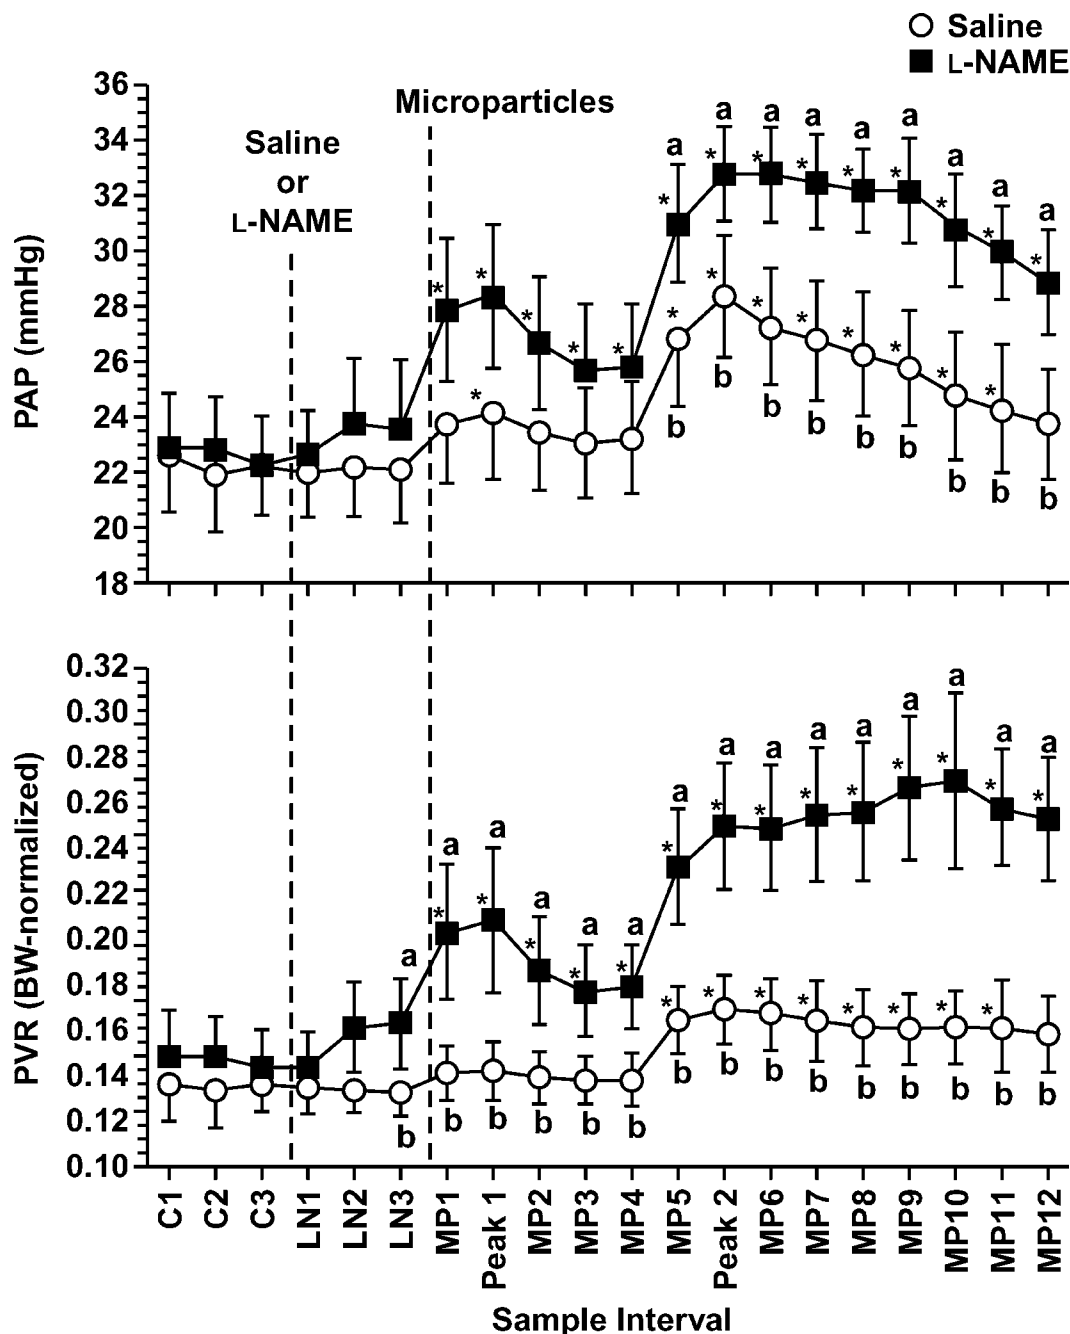 Saline
L-NAME
Microparticles
Saline
or
L-NAME
PAP (mmHg)
36
34
32
30
28
26
24
22
20
18
* * * * * * * * * * * * * *
a a a a a a a a a
* * * * * * * * *
b b b b b b b b b
PVR (BW-normalized)
0.32
0.30
0.28
0.26
0.24
0.22
0.20
0.18
0.16
0.14
0.12
0.10
a a a a a a a a a a a a a a a
* * * * * * * * * * * * * *
* * * * * * * *
b b b b b b b b b b b b b b b
C1 C2 C3 LN1 LN2 LN3 MP1 Peak 1 MP2 MP3 MP4 MP5 Peak 2 MP6 MP7 MP8 MP9 MP10 MP11 MP12
Sample Interval